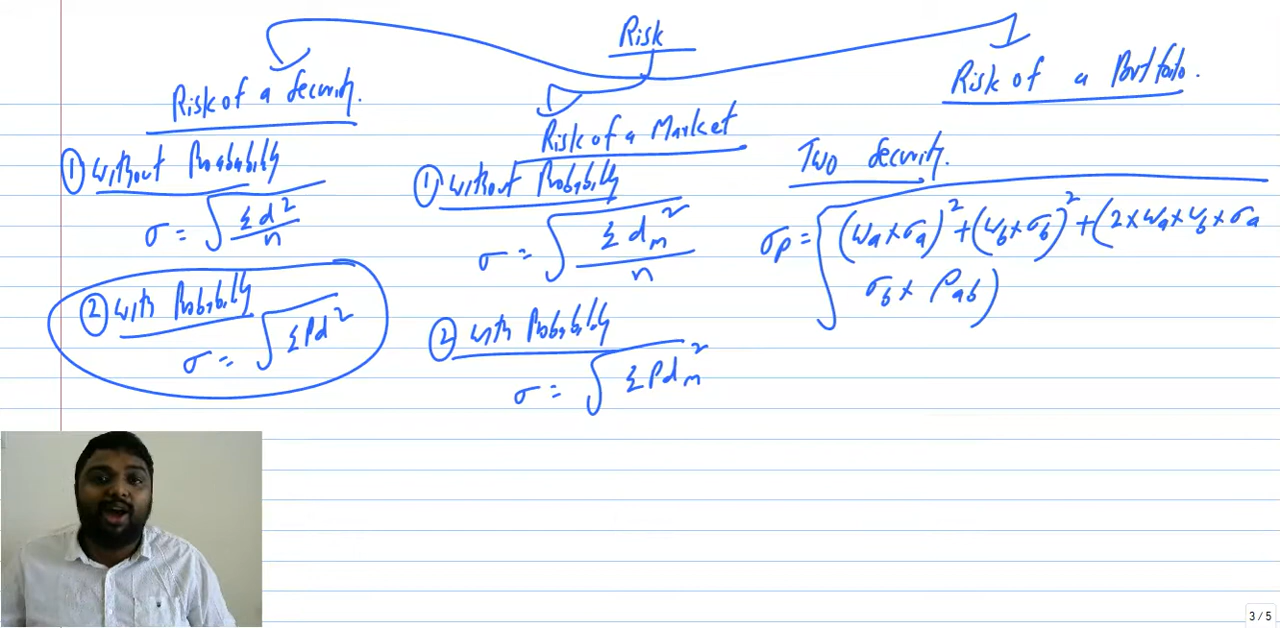 Risk
Risk of a Security.
① Without Probability
σ = √Σd²/n
② With Probability
σ = √ΣPd²
Risk of a Market
① Without Probability
σ = √Σdm²/n
② With Probability
σ = √ΣPdm²
Risk of a Portfolio.
Two Security.
σp = √(Wa×σa)²+(Wb×σb)²+(2×Wa×Wb×σa
σb × ρab)
3 / 5